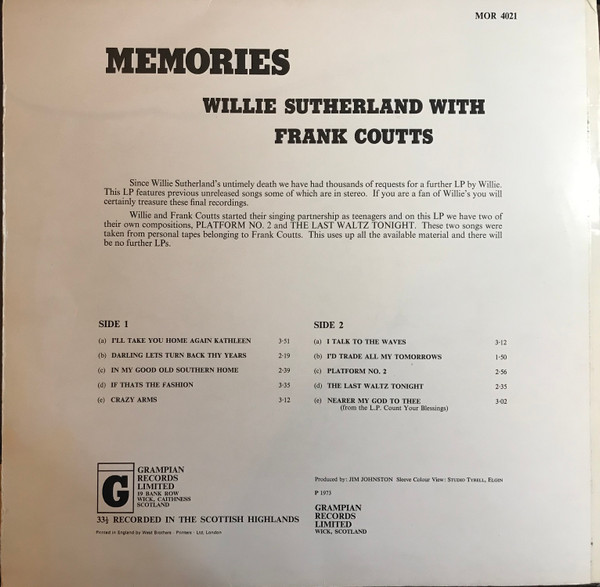 MOR 4021
MEMORIES
WILLIE SUTHERLAND WITH
FRANK COUTTS
Since Willie Sutherland's untimely death we have had thousands of requests for a further LP by Willie.
This LP features previous unreleased songs some of which are in stereo. If you are a fan of Willie's you will
certainly treasure these final recordings.
Willie and Frank Coutts started their singing partnership as teenagers and on this LP we have two of
their own compositions, PLATFORM NO. 2 and THE LAST WALTZ TONIGHT. These two songs were
taken from personal tapes belonging to Frank Coutts. This uses up all the available material and there will
be no further LPs.
SIDE 1
(a) I'LL TAKE YOU HOME AGAIN KATHLEEN 3·51
(b) DARLING LETS TURN BACK THY YEARS 2·19
(c) IN MY GOOD OLD SOUTHERN HOME 2·39
(d) IF THATS THE FASHION 3·35
(e) CRAZY ARMS 3·12
SIDE 2
(a) I TALK TO THE WAVES 3·12
(b) I'D TRADE ALL MY TOMORROWS 1·50
(c) PLATFORM NO. 2 2·56
(d) THE LAST WALTZ TONIGHT 2·35
(e) NEARER MY GOD TO THEE 3·02
(from the L.P. Count Your Blessings)
G
GRAMPIAN
RECORDS
LIMITED
19 BANK ROW
WICK, CAITHNESS
SCOTLAND
33⅓ RECORDED IN THE SCOTTISH HIGHLANDS
Printed in England by West Brothers · Printers · Ltd, London
Produced by: JIM JOHNSTON Sleeve Colour View: STUDIO TYRELL, ELGIN
P 1973
GRAMPIAN
RECORDS
LIMITED
WICK, SCOTLAND